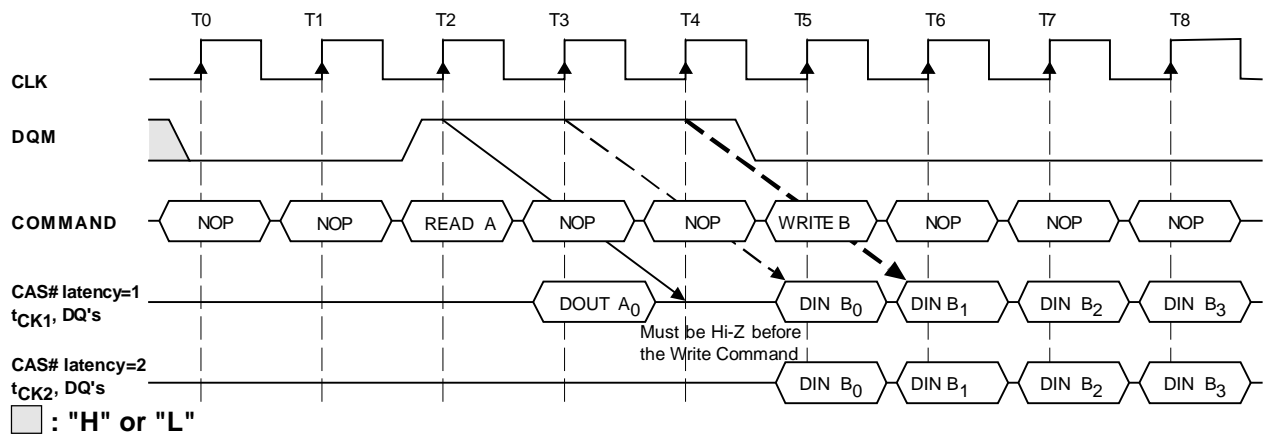 T0 T1 T2 T3 T4 T5 T6 T7 T8
CLK
DQM
COMMAND NOP NOP READ A NOP NOP WRITE B NOP NOP NOP
CAS# latency=1
tCK1, DQ's
DOUT A0 DIN B0 DIN B1 DIN B2 DIN B3
Must be Hi-Z before
the Write Command
CAS# latency=2
tCK2, DQ's
DIN B0 DIN B1 DIN B2 DIN B3
: "H" or "L"